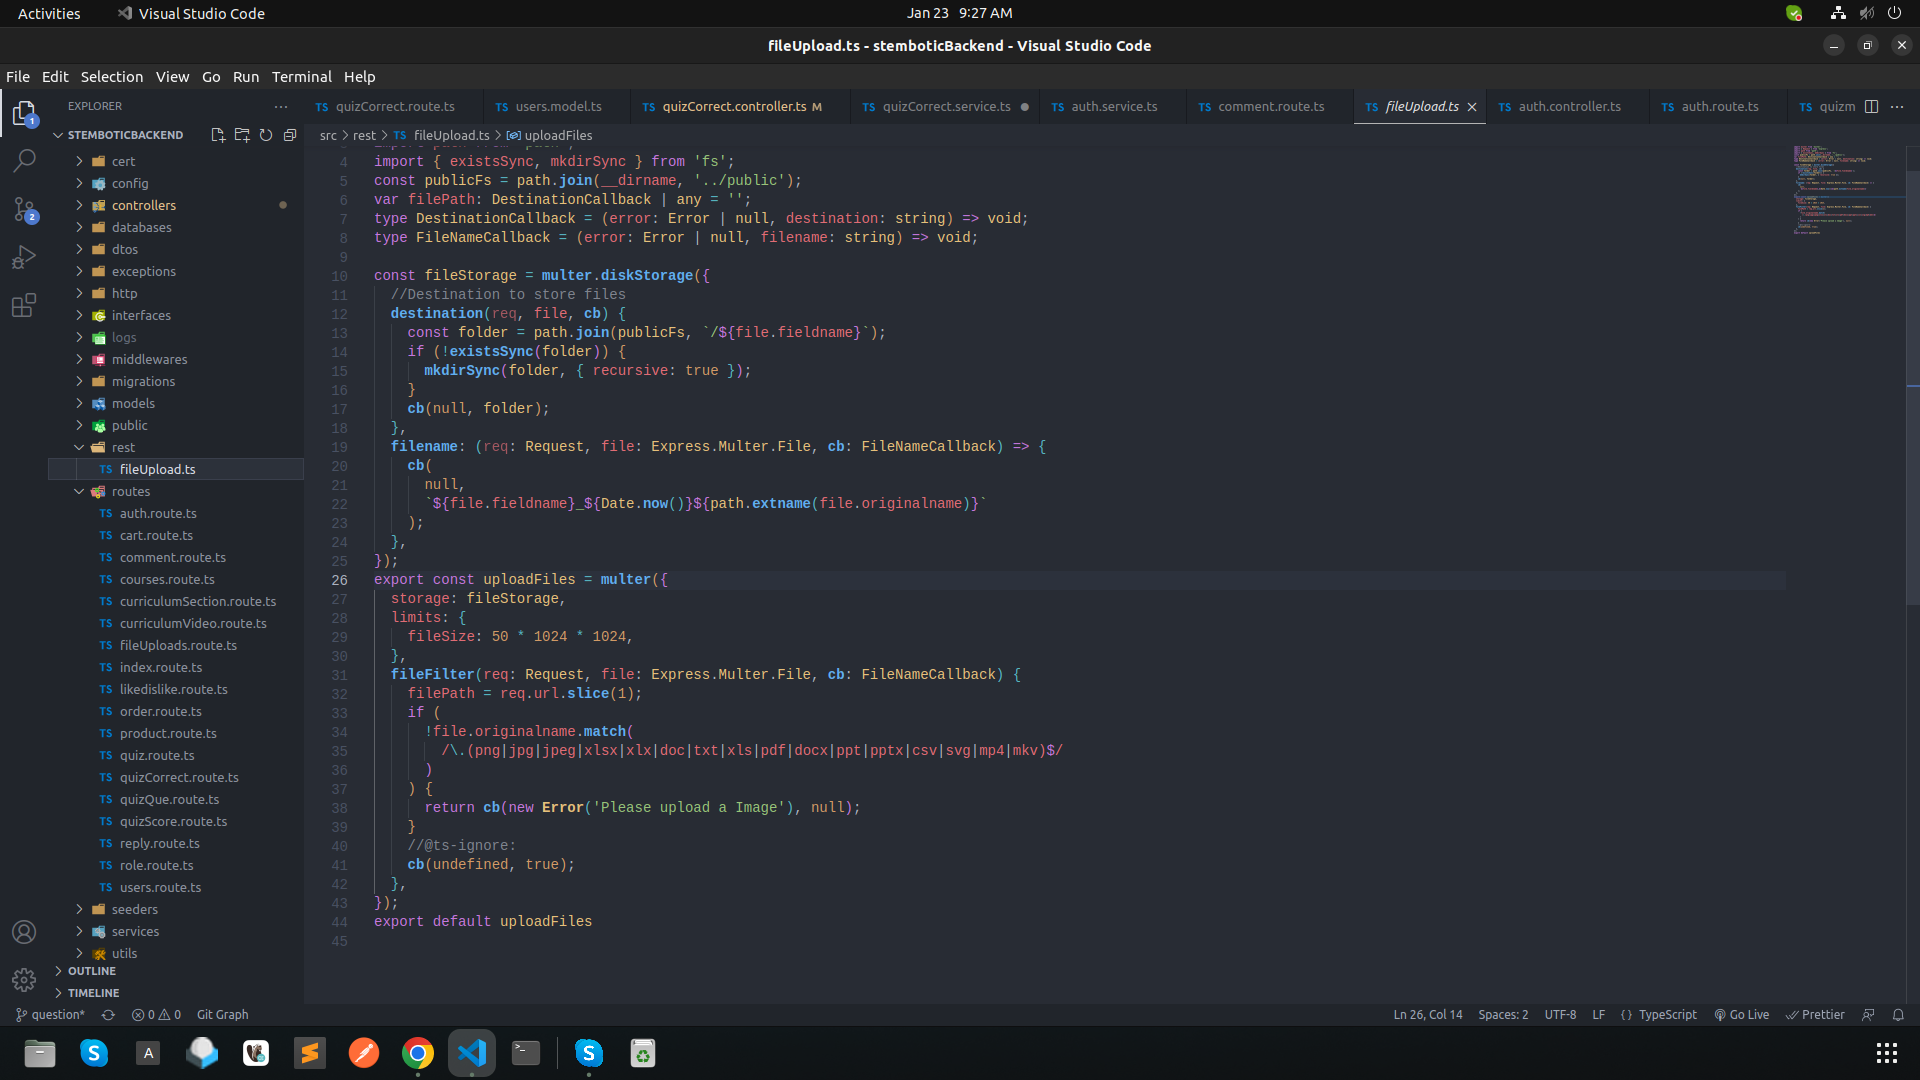 Activities
Visual Studio Code
Jan 23 9:27 AM
fileUpload.ts - stemboticBackend - Visual Studio Code
File Edit Selection View Go Run Terminal Help
EXPLORER
TS quizCorrect.route.ts
TS users.model.ts
TS quizCorrect.controller.ts M
TS quizCorrect.service.ts
TS auth.service.ts
TS comment.route.ts
TS fileUpload.ts
TS auth.controller.ts
TS auth.route.ts
TS quizm
src > rest > TS fileUpload.ts > uploadFiles
STEMBOTICBACKEND
cert
config
controllers
databases
dtos
exceptions
http
interfaces
logs
middlewares
migrations
models
public
rest
TS fileUpload.ts
routes
TS auth.route.ts
TS cart.route.ts
TS comment.route.ts
TS courses.route.ts
TS curriculumSection.route.ts
TS curriculumVideo.route.ts
TS fileUploads.route.ts
TS index.route.ts
TS likedislike.route.ts
TS order.route.ts
TS product.route.ts
TS quiz.route.ts
TS quizCorrect.route.ts
TS quizQue.route.ts
TS quizScore.route.ts
TS reply.route.ts
TS role.route.ts
TS users.route.ts
seeders
services
utils
OUTLINE
TIMELINE
1
2
3 import path from 'path';
4 import { existsSync, mkdirSync } from 'fs';
5 const publicFs = path.join(__dirname, '../public');
6 var filePath: DestinationCallback | any = '';
7 type DestinationCallback = (error: Error | null, destination: string) => void;
8 type FileNameCallback = (error: Error | null, filename: string) => void;
9
10 const fileStorage = multer.diskStorage({
11   //Destination to store files
12   destination(req, file, cb) {
13     const folder = path.join(publicFs, `/${file.fieldname}`);
14     if (!existsSync(folder)) {
15       mkdirSync(folder, { recursive: true });
16     }
17     cb(null, folder);
18   },
19   filename: (req: Request, file: Express.Multer.File, cb: FileNameCallback) => {
20     cb(
21       null,
22       `${file.fieldname}_${Date.now()}${path.extname(file.originalname)}`
23     );
24   },
25 });
26 export const uploadFiles = multer({
27   storage: fileStorage,
28   limits: {
29     fileSize: 50 * 1024 * 1024,
30   },
31   fileFilter(req: Request, file: Express.Multer.File, cb: FileNameCallback) {
32     filePath = req.url.slice(1);
33     if (
34       !file.originalname.match(
35         /\.(png|jpg|jpeg|xlsx|xlx|doc|txt|xls|pdf|docx|ppt|pptx|csv|svg|mp4|mkv)$/
36       )
37     ) {
38       return cb(new Error('Please upload a Image'), null);
39     }
40     //@ts-ignore:
41     cb(undefined, true);
42   },
43 });
44 export default uploadFiles
45
question* 0 0 Git Graph
Ln 26, Col 14 Spaces: 2 UTF-8 LF {} TypeScript Go Live Prettier